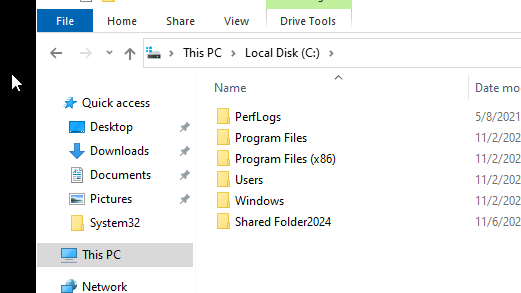 File Home Share View Drive Tools
This PC Local Disk (C:)
Name Date mo
Quick access
Desktop
Downloads
Documents
Pictures
System32
This PC
Network
PerfLogs 5/8/2021
Program Files 11/2/202
Program Files (x86) 11/2/202
Users 11/2/202
Windows 11/2/202
Shared Folder2024 11/6/202